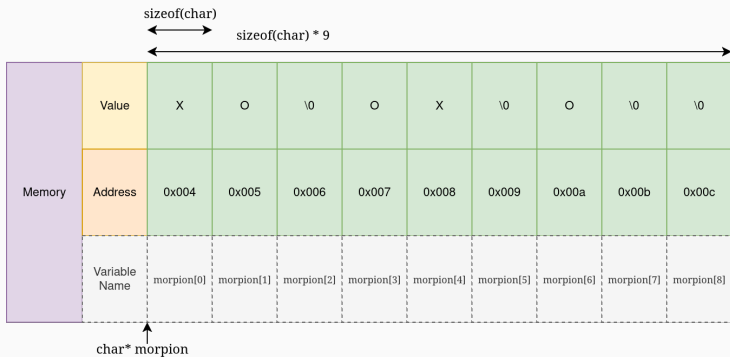 sizeof(char)
sizeof(char) * 9
Memory
Value X O \0 O X \0 O \0 \0
Address 0x004 0x005 0x006 0x007 0x008 0x009 0x00a 0x00b 0x00c
Variable
Name
morpion[0] morpion[1] morpion[2] morpion[3] morpion[4] morpion[5] morpion[6] morpion[7] morpion[8]
char* morpion